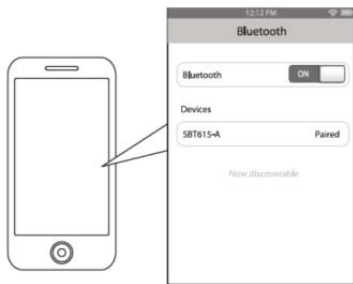 12:12 PM
Bluetooth
Bluetooth ON
Devices
SBT615-A Paired
Now discoverable